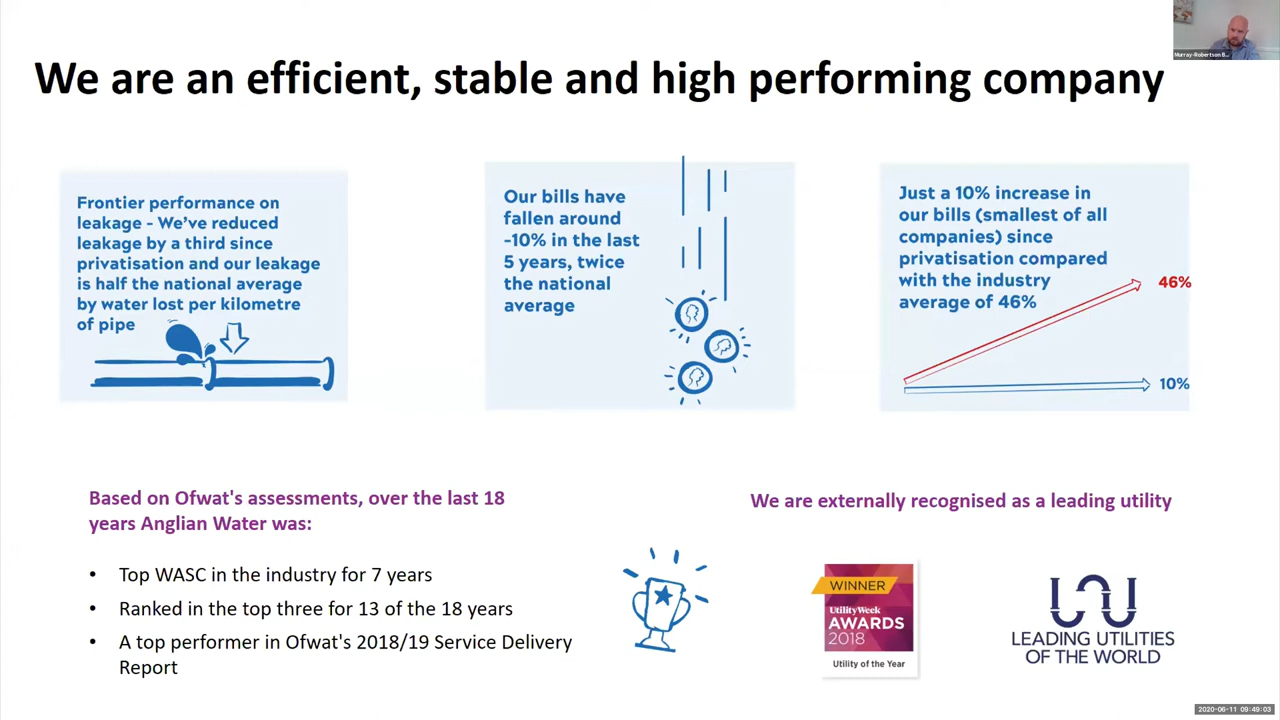 Murray-Robertson B...
We are an efficient, stable and high performing company
Frontier performance on
leakage - We've reduced
leakage by a third since
privatisation and our leakage
is half the national average
by water lost per kilometre
of pipe
Our bills have
fallen around
-10% in the last
5 years, twice
the national
average
Just a 10% increase in
our bills (smallest of all
companies) since
privatisation compared
with the industry
average of 46%
46%
10%
Based on Ofwat's assessments, over the last 18
years Anglian Water was:
• Top WASC in the industry for 7 years
• Ranked in the top three for 13 of the 18 years
• A top performer in Ofwat's 2018/19 Service Delivery
Report
We are externally recognised as a leading utility
WINNER
UtilityWeek
AWARDS
2018
Utility of the Year
LEADING UTILITIES
OF THE WORLD
2020-06-11 09:49:03